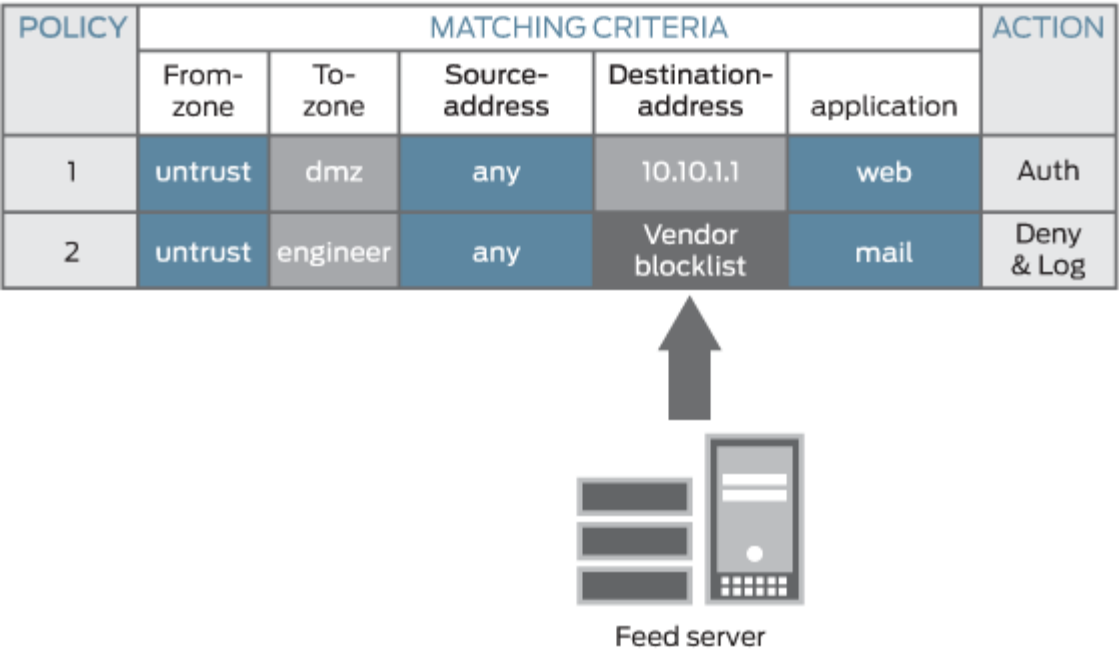 POLICY MATCHING CRITERIA ACTION
From-zone To-zone Source-address Destination-address application
1 untrust dmz any 10.10.1.1 web Auth
2 untrust engineer any Vendor blocklist mail Deny & Log
Feed server